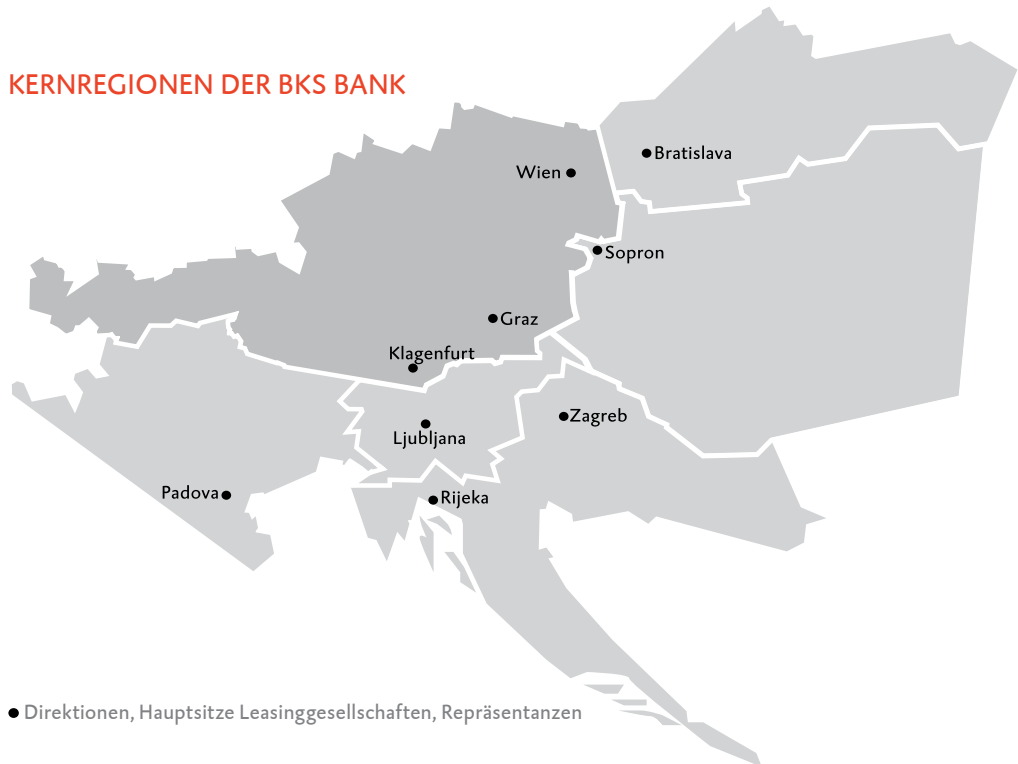 KERNREGIONEN DER BKS BANK
Bratislava
Wien
Sopron
Graz
Klagenfurt
Zagreb
Ljubljana
Padova
Rijeka
Direktionen, Hauptsitze Leasinggesellschaften, Repräsentanzen